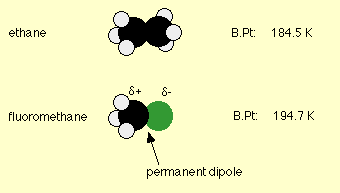 ethane B.Pt: 184.5 K
δ+ δ-
fluoromethane B.Pt: 194.7 K
permanent dipole